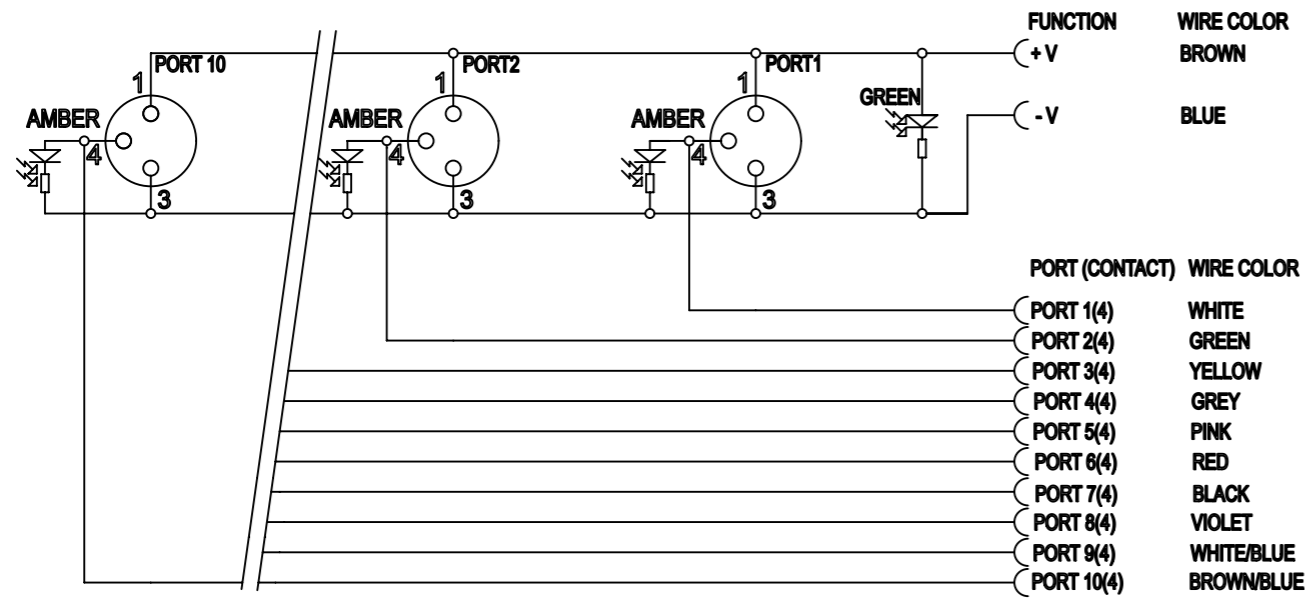 FUNCTION WIRE COLOR
+ V BROWN
- V BLUE
PORT 10 PORT2 PORT1
1 1 1
GREEN
AMBER AMBER AMBER
4 4 4
3 3 3
PORT (CONTACT) WIRE COLOR
PORT 1(4) WHITE
PORT 2(4) GREEN
PORT 3(4) YELLOW
PORT 4(4) GREY
PORT 5(4) PINK
PORT 6(4) RED
PORT 7(4) BLACK
PORT 8(4) VIOLET
PORT 9(4) WHITE/BLUE
PORT 10(4) BROWN/BLUE